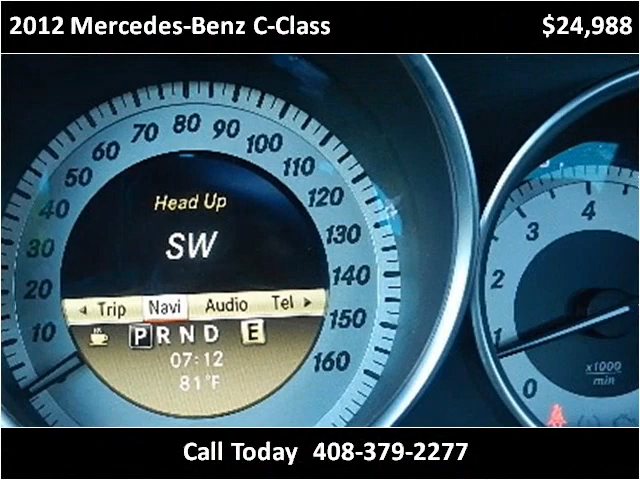 2012 Mercedes-Benz C-Class $24,988
80
70 90
60 100
50 110
40 120
30 130
20 140
10 150
160
Head Up
SW
Trip Navi Audio Tel
P R N D E
07:12
81°F
4
3
2
1
0
x1000
min
Call Today 408-379-2277